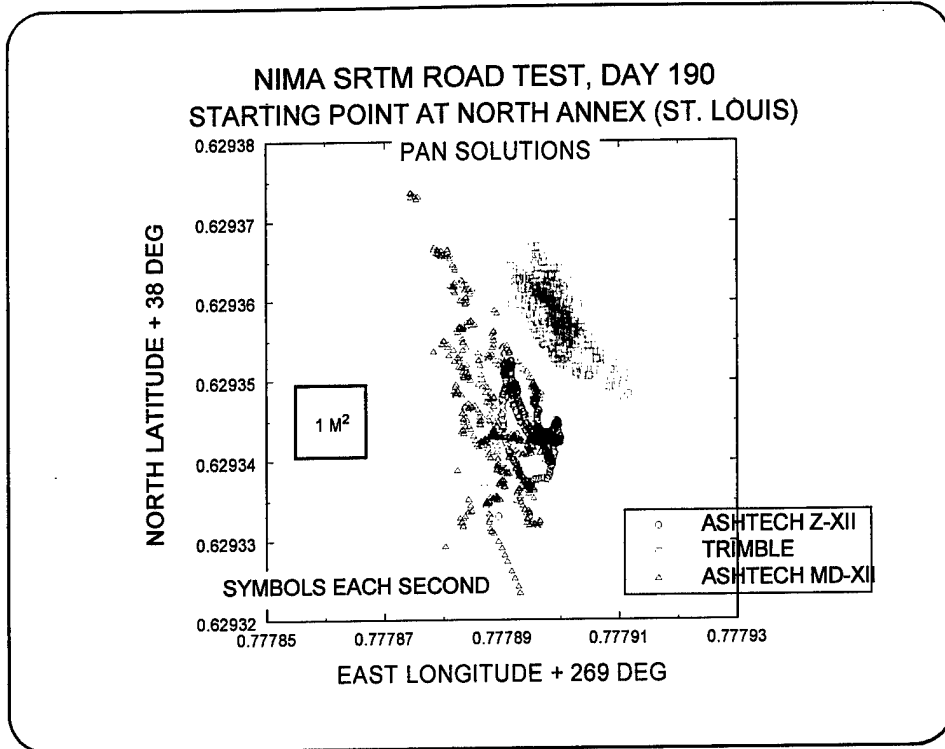 NIMA SRTM ROAD TEST, DAY 190
STARTING POINT AT NORTH ANNEX (ST. LOUIS)
PAN SOLUTIONS
NORTH LATITUDE + 38 DEG
0.62938
0.62937
0.62936
0.62935
0.62934
0.62933
0.62932
1 M²
ASHTECH Z-XII
TRIMBLE
ASHTECH MD-XII
SYMBOLS EACH SECOND
0.77785
0.77787
0.77789
0.77791
0.77793
EAST LONGITUDE + 269 DEG